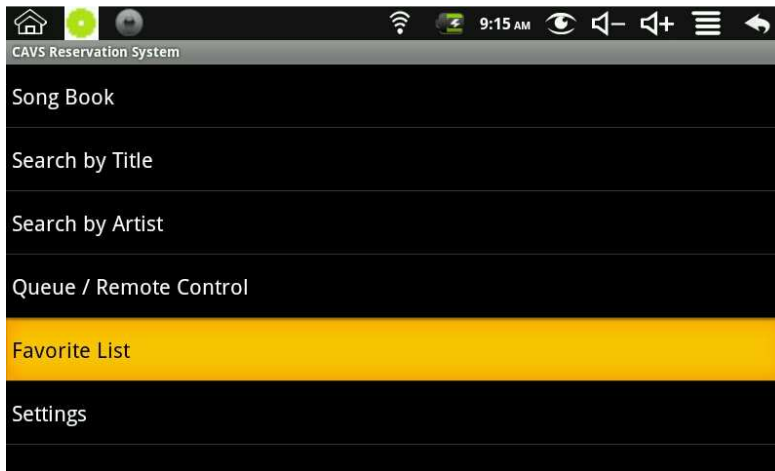 9:15 AM
CAVS Reservation System
Song Book
Search by Title
Search by Artist
Queue / Remote Control
Favorite List
Settings